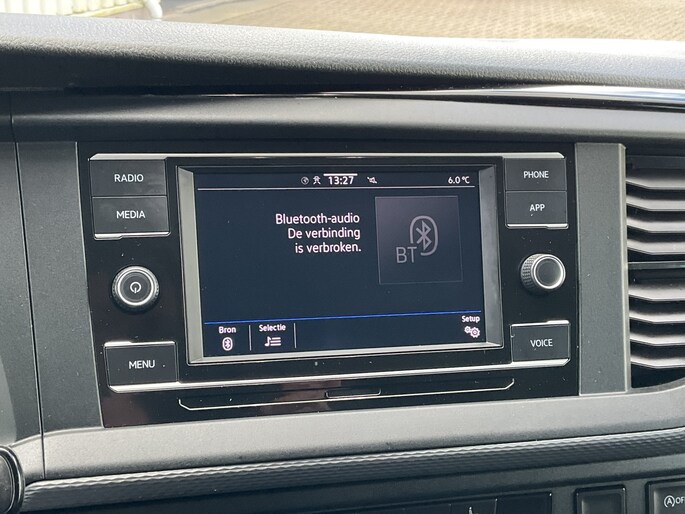 RADIO
MEDIA
13:27
6.0 °C
PHONE
APP
Bluetooth-audio
De verbinding
is verbroken.
BT
Bron
Selectie
Setup
MENU
VOICE